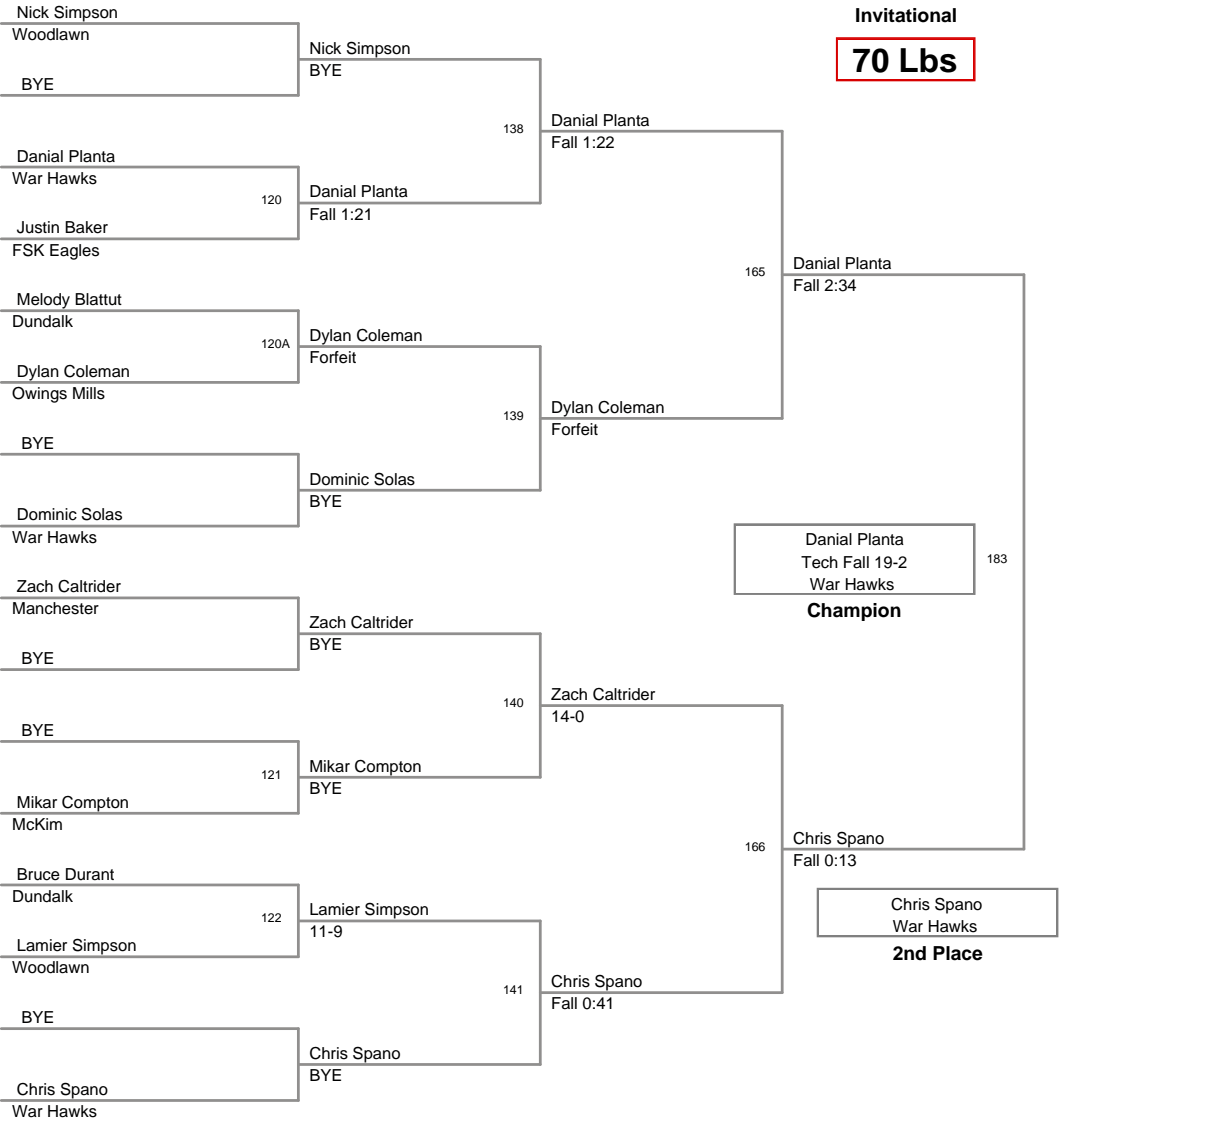 Invitational
70 Lbs
Nick Simpson
Woodlawn
BYE
Danial Planta
War Hawks
Justin Baker
FSK Eagles
Melody Blattut
Dundalk
Dylan Coleman
Owings Mills
BYE
Dominic Solas
War Hawks
Zach Caltrider
Manchester
BYE
BYE
Mikar Compton
McKim
Bruce Durant
Dundalk
Lamier Simpson
Woodlawn
BYE
Chris Spano
War Hawks
120
120A
121
122
Nick Simpson
BYE
Danial Planta
Fall 1:21
Dylan Coleman
Forfeit
Dominic Solas
BYE
Zach Caltrider
BYE
Mikar Compton
BYE
Lamier Simpson
11-9
Chris Spano
BYE
138
139
140
141
Danial Planta
Fall 1:22
Dylan Coleman
Forfeit
Zach Caltrider
14-0
Chris Spano
Fall 0:41
165
166
Danial Planta
Fall 2:34
Chris Spano
Fall 0:13
183
Danial Planta
Tech Fall 19-2
War Hawks
Champion
Chris Spano
War Hawks
2nd Place